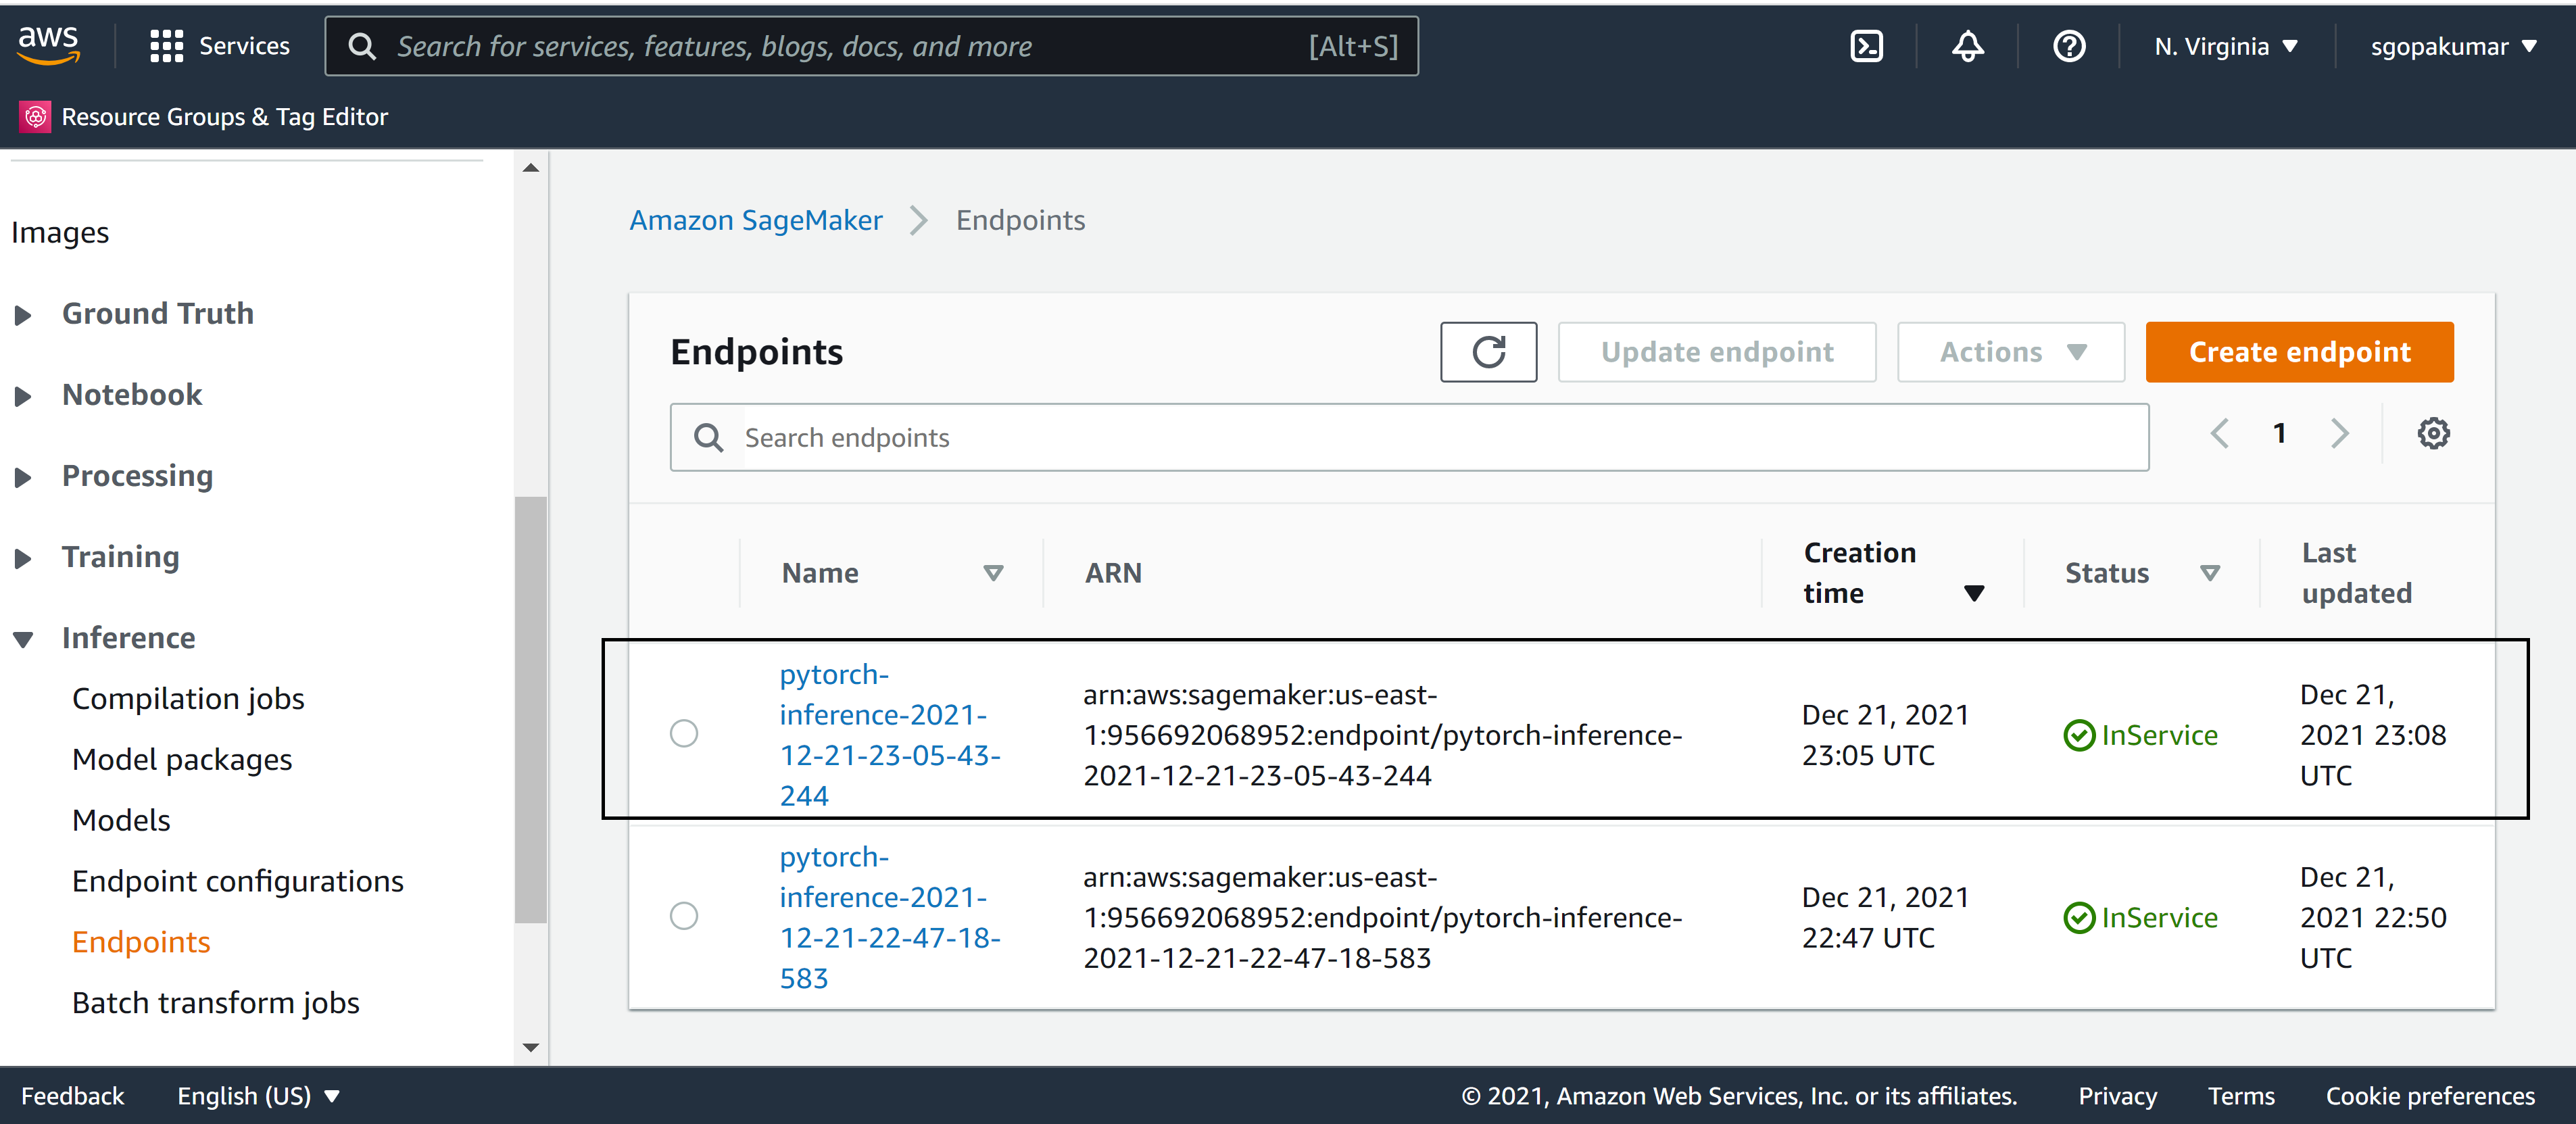 aws
Services
Search for services, features, blogs, docs, and more
[Alt+S]
N. Virginia
sgopakumar
Resource Groups & Tag Editor
Images
Ground Truth
Notebook
Processing
Training
Inference
Compilation jobs
Model packages
Models
Endpoint configurations
Endpoints
Batch transform jobs
Amazon SageMaker
Endpoints
Endpoints
Update endpoint
Actions
Create endpoint
Search endpoints
1
Name
ARN
Creation
time
Status
Last
updated
pytorch-
inference-2021-
12-21-23-05-43-
244
arn:aws:sagemaker:us-east-
1:956692068952:endpoint/pytorch-inference-
2021-12-21-23-05-43-244
Dec 21, 2021
23:05 UTC
InService
Dec 21,
2021 23:08
UTC
pytorch-
inference-2021-
12-21-22-47-18-
583
arn:aws:sagemaker:us-east-
1:956692068952:endpoint/pytorch-inference-
2021-12-21-22-47-18-583
Dec 21, 2021
22:47 UTC
InService
Dec 21,
2021 22:50
UTC
Feedback
English (US)
© 2021, Amazon Web Services, Inc. or its affiliates.
Privacy
Terms
Cookie preferences